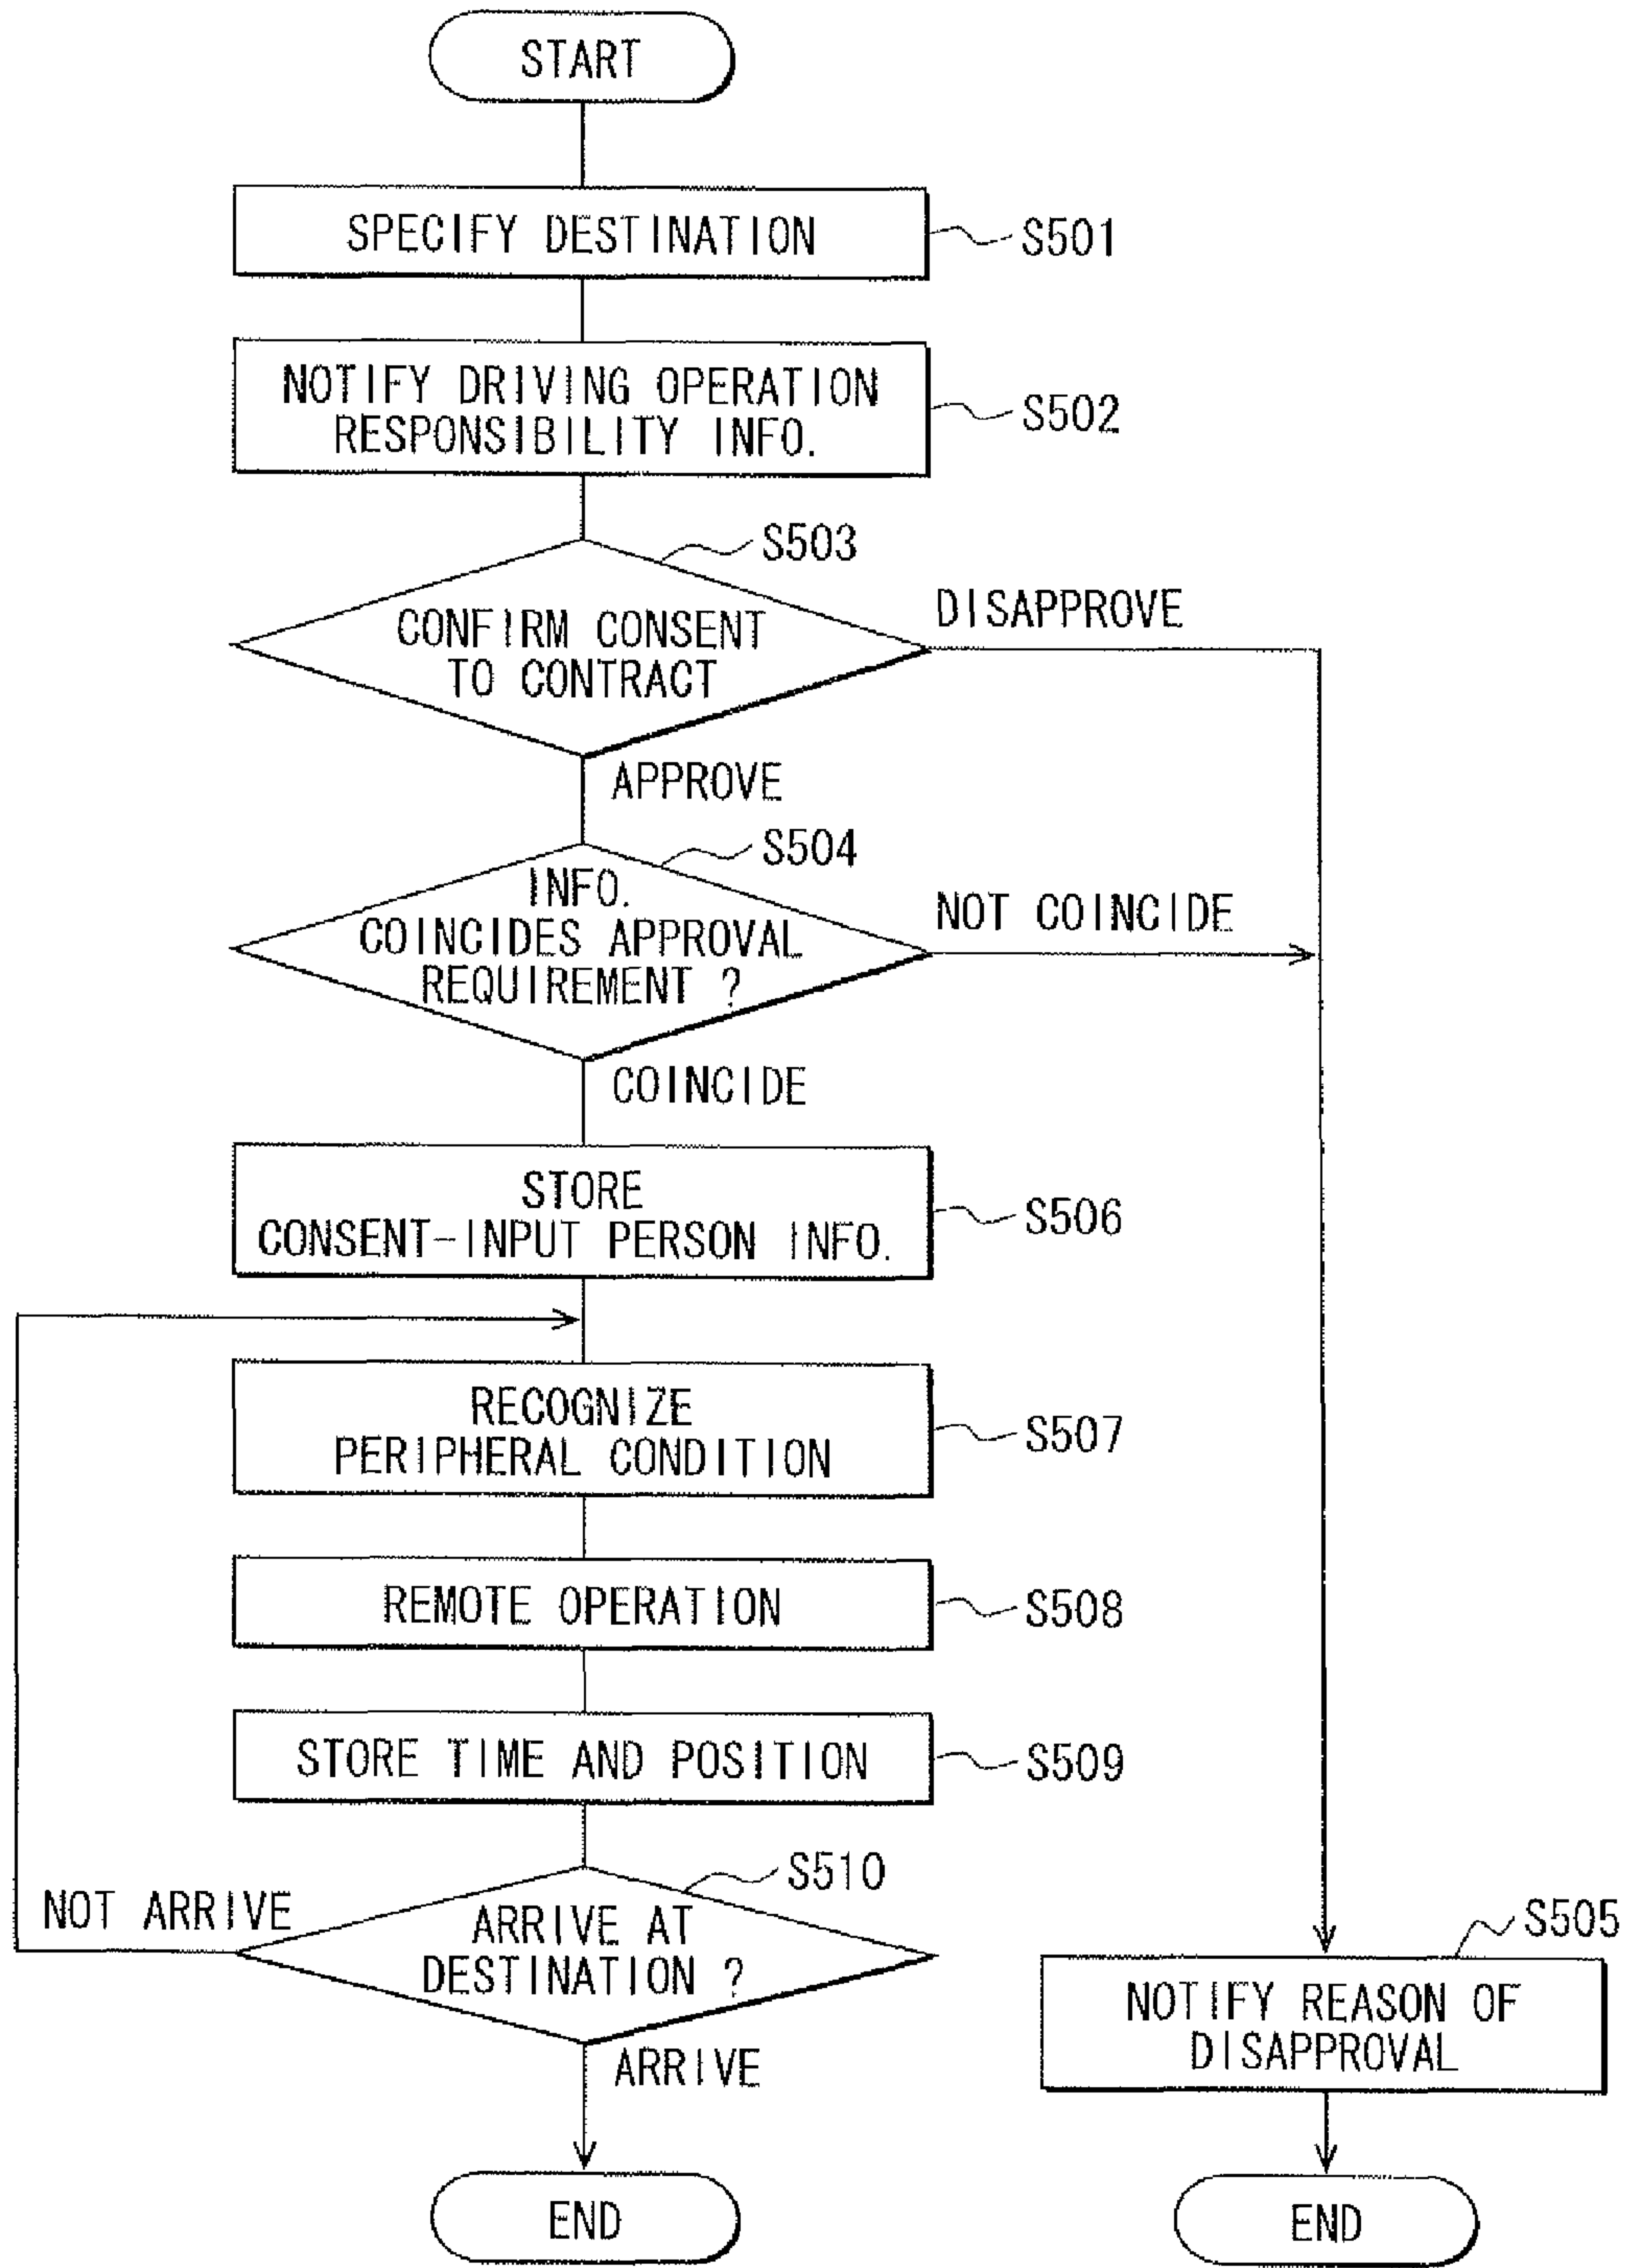 START
SPECIFY DESTINATION
S501
NOTIFY DRIVING OPERATION
RESPONSIBILITY INFO.
S502
S503
CONFIRM CONSENT
TO CONTRACT
DISAPPROVE
APPROVE
S504
INFO.
COINCIDES APPROVAL
REQUIREMENT ?
NOT COINCIDE
COINCIDE
STORE
CONSENT-INPUT PERSON INFO.
S506
RECOGNIZE
PERIPHERAL CONDITION
S507
REMOTE OPERATION
S508
STORE TIME AND POSITION
S509
S510
NOT ARRIVE
ARRIVE AT
DESTINATION ?
ARRIVE
S505
NOTIFY REASON OF
DISAPPROVAL
END
END